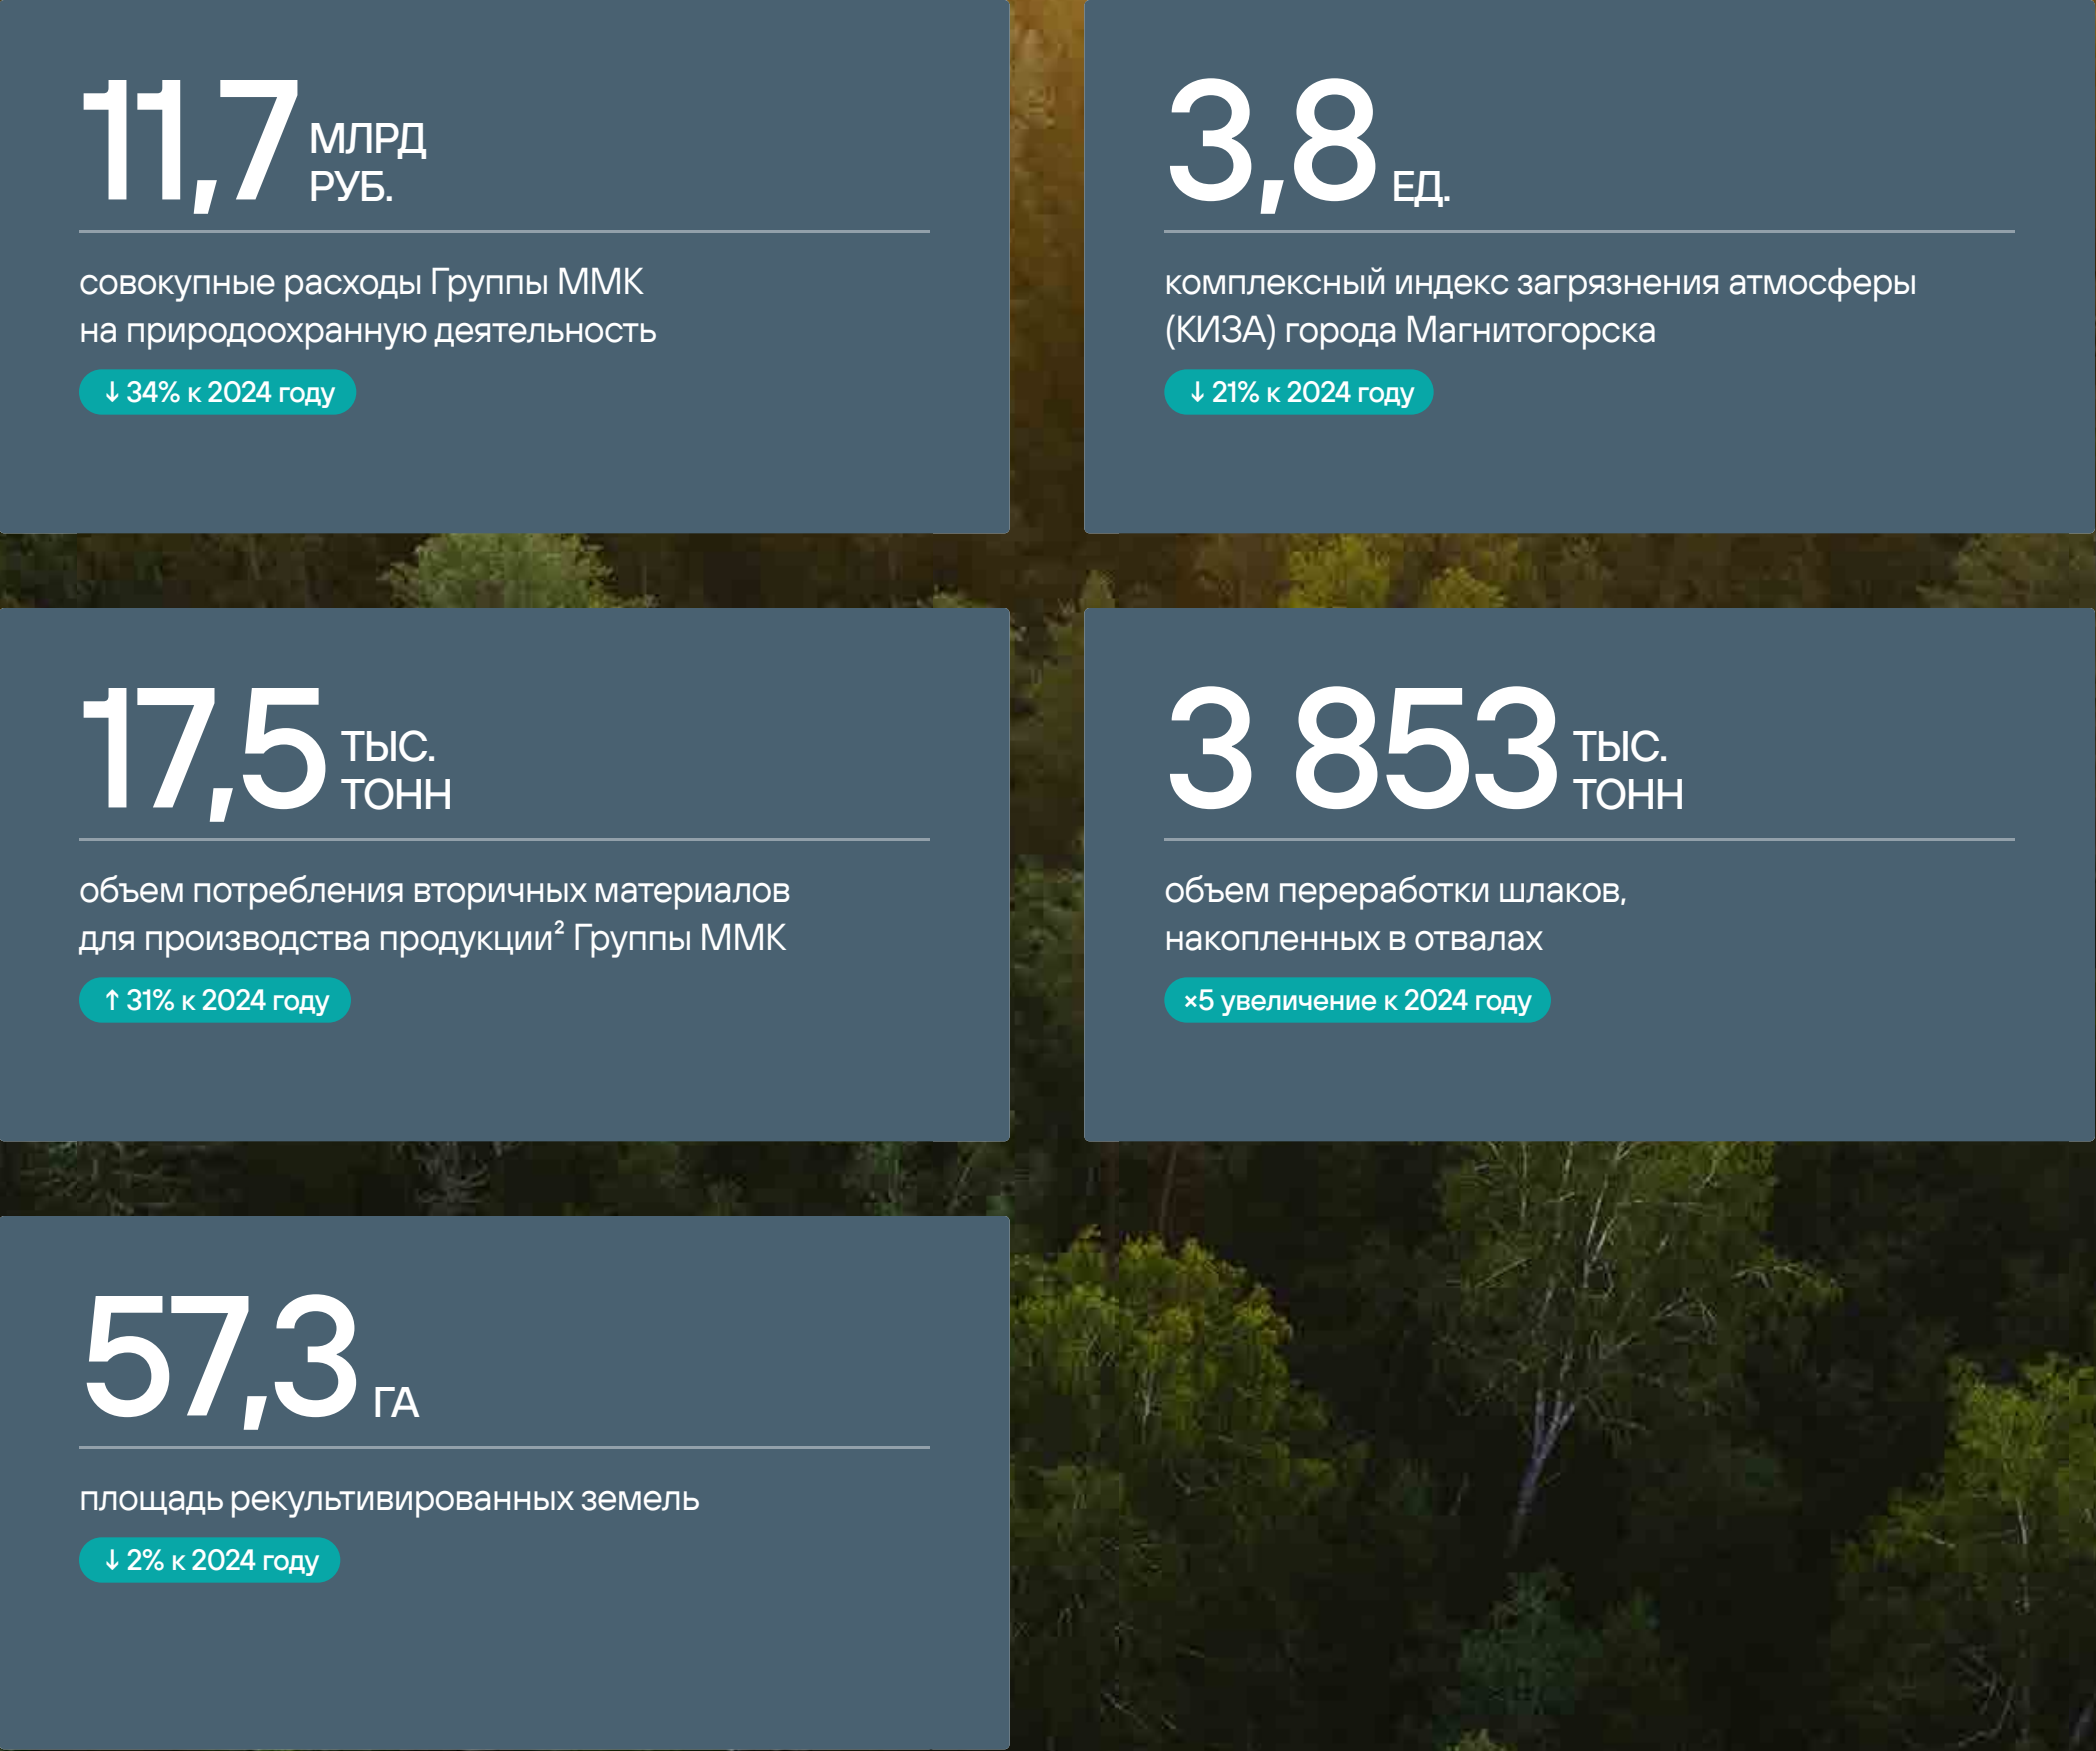 11,7 МЛРД
РУБ.
совокупные расходы Группы ММК
на природоохранную деятельность
↓ 34% к 2024 году
3,8 ЕД.
комплексный индекс загрязнения атмосферы
(КИЗА) города Магнитогорска
↓ 21% к 2024 году
17,5 ТЫС.
ТОНН
объем потребления вторичных материалов
для производства продукции² Группы ММК
↑ 31% к 2024 году
3 853 ТЫС.
ТОНН
объем переработки шлаков,
накопленных в отвалах
×5 увеличение к 2024 году
57,3 ГА
площадь рекультивированных земель
↓ 2% к 2024 году